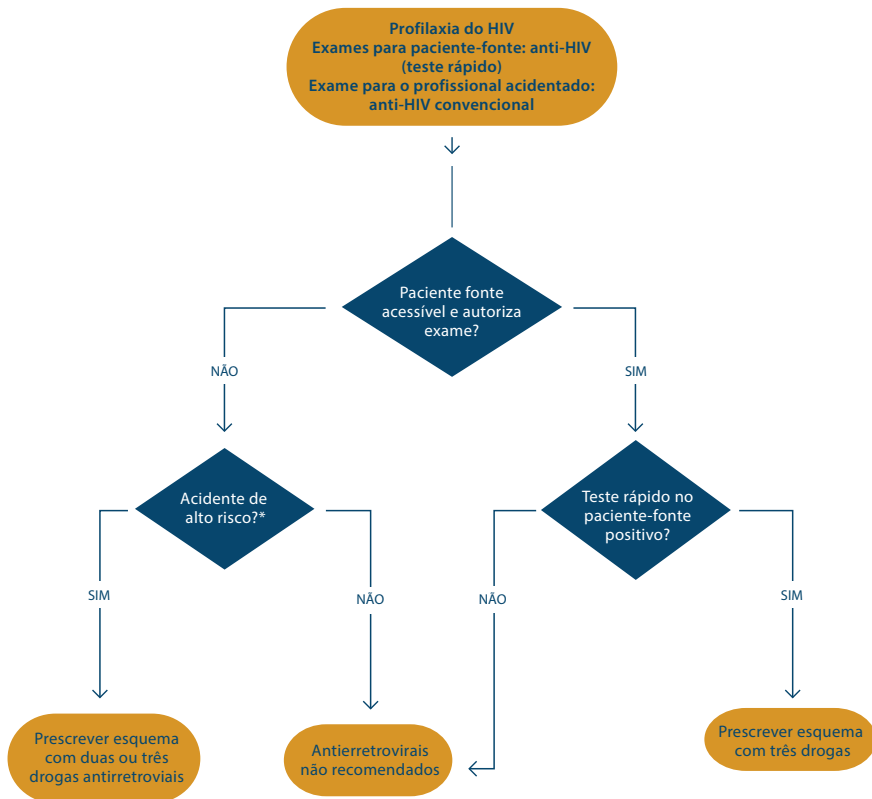 Profilaxia do HIV
Exames para paciente-fonte: anti-HIV
(teste rápido)
Exame para o profissional acidentado:
anti-HIV convencional
Paciente fonte
acessível e autoriza
exame?
NÃO
SIM
Acidente de
alto risco?*
Teste rápido no
paciente-fonte
positivo?
SIM
NÃO
NÃO
SIM
Prescrever esquema
com duas ou três
drogas antirretroviais
Antierretrovirais
não recomendados
Prescrever esquema
com três drogas